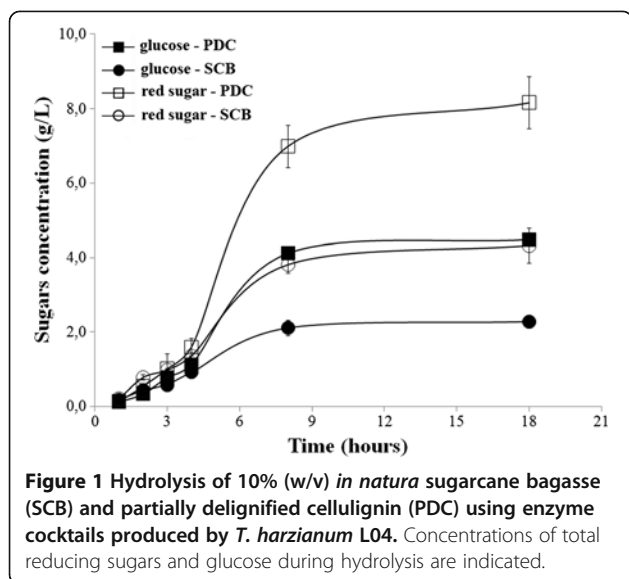 10,0
8,0
6,0
4,0
2,0
0,0
Sugars concentration (g/L)
glucose - PDC
glucose - SCB
red sugar - PDC
red sugar - SCB
0 3 6 9 12 15 18 21
Time (hours)
Figure 1 Hydrolysis of 10% (w/v) in natura sugarcane bagasse
(SCB) and partially delignified cellulignin (PDC) using enzyme
cocktails produced by T. harzianum L04. Concentrations of total
reducing sugars and glucose during hydrolysis are indicated.